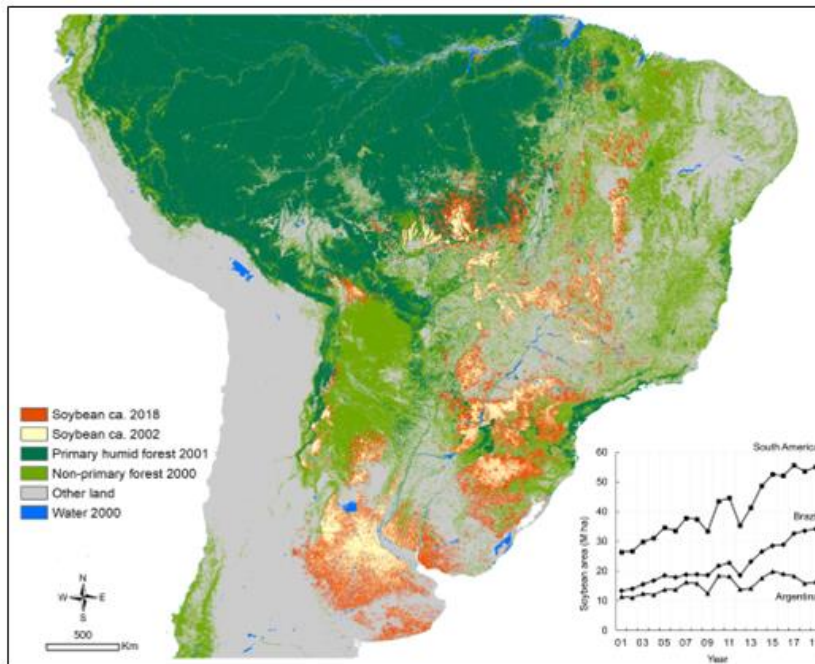 Soybean ca. 2018
Soybean ca. 2002
Primary humid forest 2001
Non-primary forest 2000
Other land
Water 2000
N
W E
S
500
Km
South America
60
50
Brazil
40
30
20
Argentina
10
0
01 03 05 07 09 11 13 15 17
Soybean area (M ha)
Year